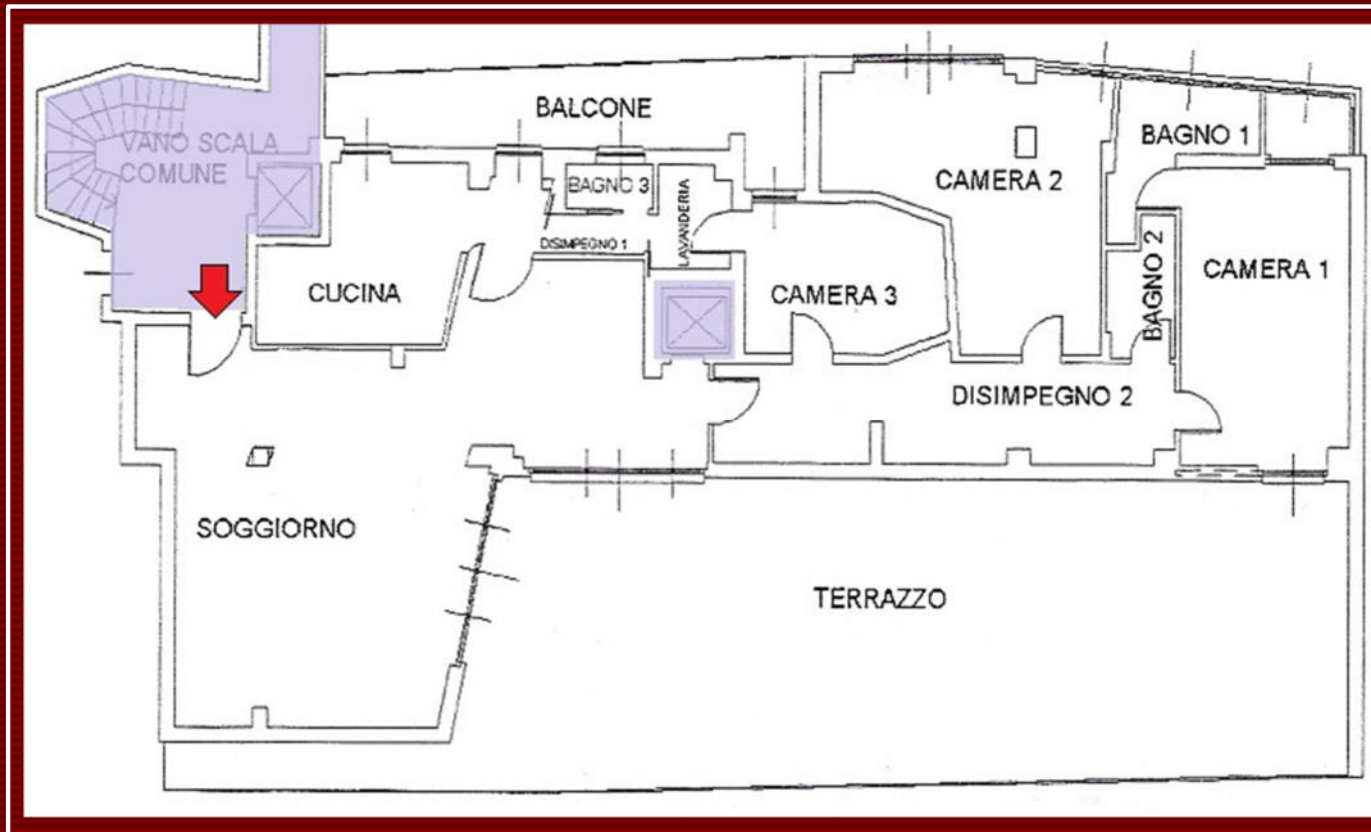 BALCONE
VANO SCALA
COMUNE
BAGNO 1
BAGNO 3
LAVANDERIA
CAMERA 2
DISIMPEGNO 1
BAGNO 2
CAMERA 1
CUCINA
CAMERA 3
DISIMPEGNO 2
SOGGIORNO
TERRAZZO